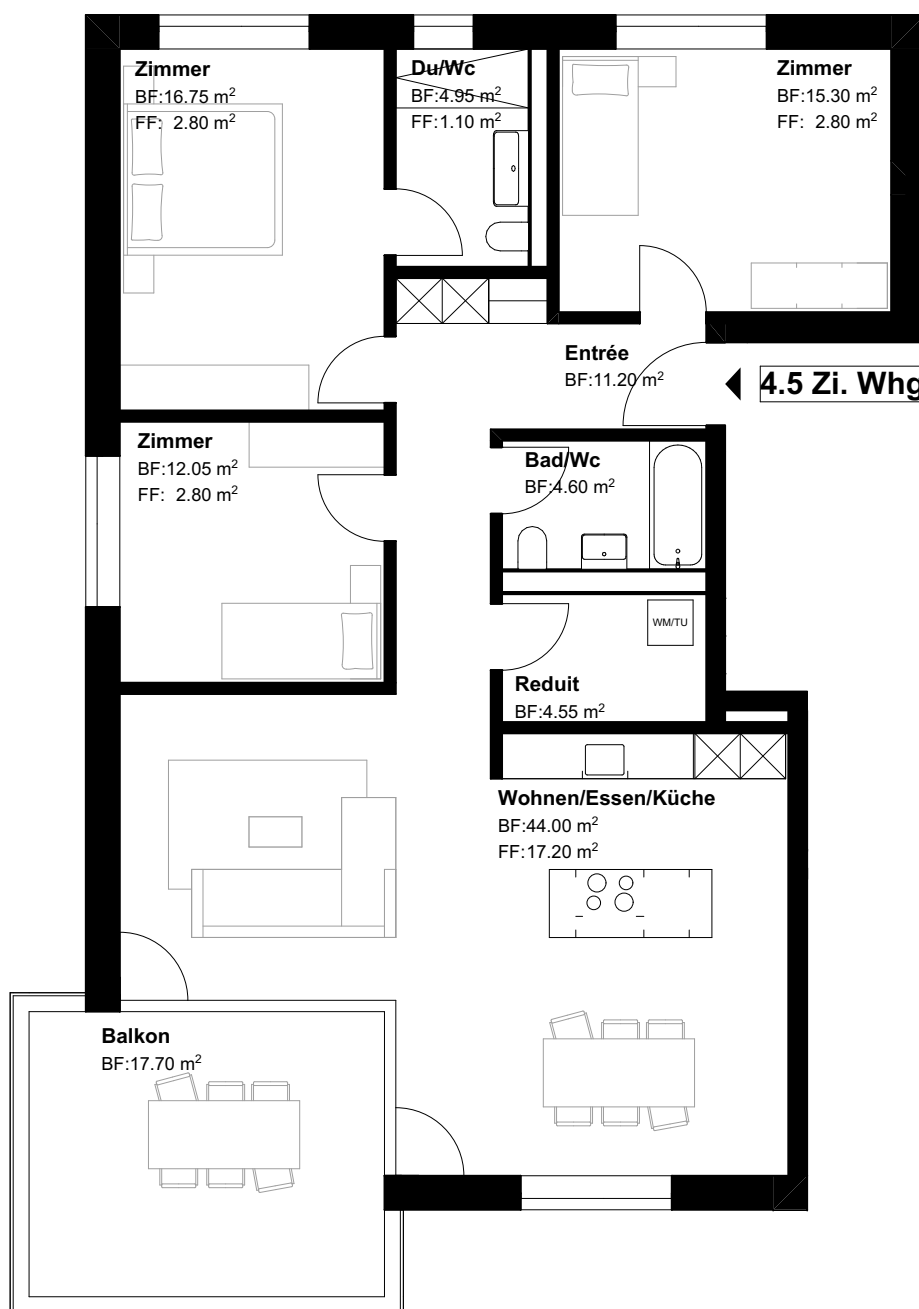 Zimmer
BF:16.75 m²
FF: 2.80 m²
Du/Wc
BF:4.95 m²
FF:1.10 m²
Zimmer
BF:15.30 m²
FF: 2.80 m²
Entrée
BF:11.20 m²
4.5 Zi. Whg
Zimmer
BF:12.05 m²
FF: 2.80 m²
Bad/Wc
BF:4.60 m²
WM/TU
Reduit
BF:4.55 m²
Wohnen/Essen/Küche
BF:44.00 m²
FF:17.20 m²
Balkon
BF:17.70 m²